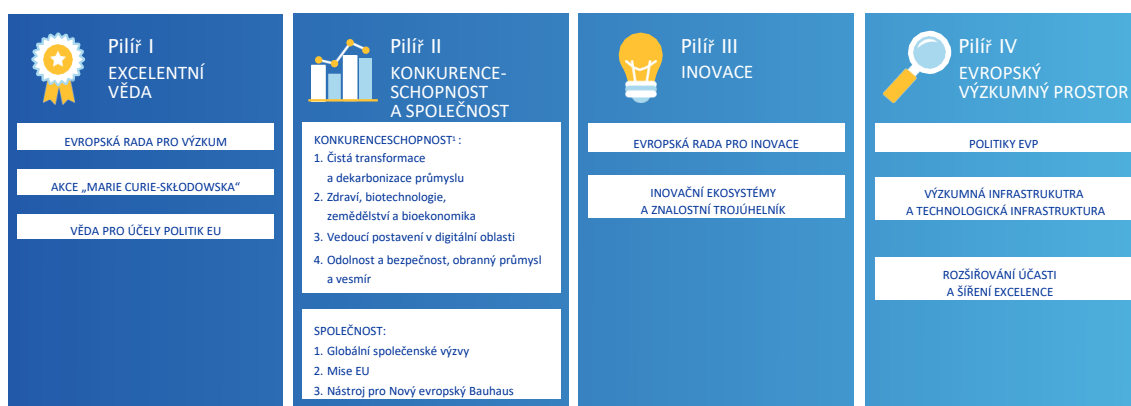 Pilíř I
EXCELENTNÍ
VĚDA
EVROPSKÁ RADA PRO VÝZKUM
AKCE „MARIE CURIE-SKŁODOWSKA“
VĚDA PRO ÚČELY POLITIK EU
Pilíř II
KONKURENCE-
SCHOPNOST
A SPOLEČNOST
KONKURENCESCHOPNOST¹ :
1. Čistá transformace
a dekarbonizace průmyslu
2. Zdraví, biotechnologie,
zemědělství a bioekonomika
3. Vedoucí postavení v digitální oblasti
4. Odolnost a bezpečnost, obranný průmysl
a vesmír
SPOLEČNOST:
1. Globální společenské výzvy
2. Mise EU
3. Nástroj pro Nový evropský Bauhaus
Pilíř III
INOVACE
EVROPSKÁ RADA PRO INOVACE
INOVAČNÍ EKOSYSTÉMY
A ZNALOSTNÍ TROJÚHELNÍK
Pilíř IV
EVROPSKÝ
VÝZKUMNÝ PROSTOR
POLITIKY EVP
VÝZKUMNÁ INFRASTRUKUTRA
A TECHNOLOGICKÁ INFRASTRUKTURA
ROZŠIŘOVÁNÍ ÚČASTI
A ŠÍŘENÍ EXCELENCE